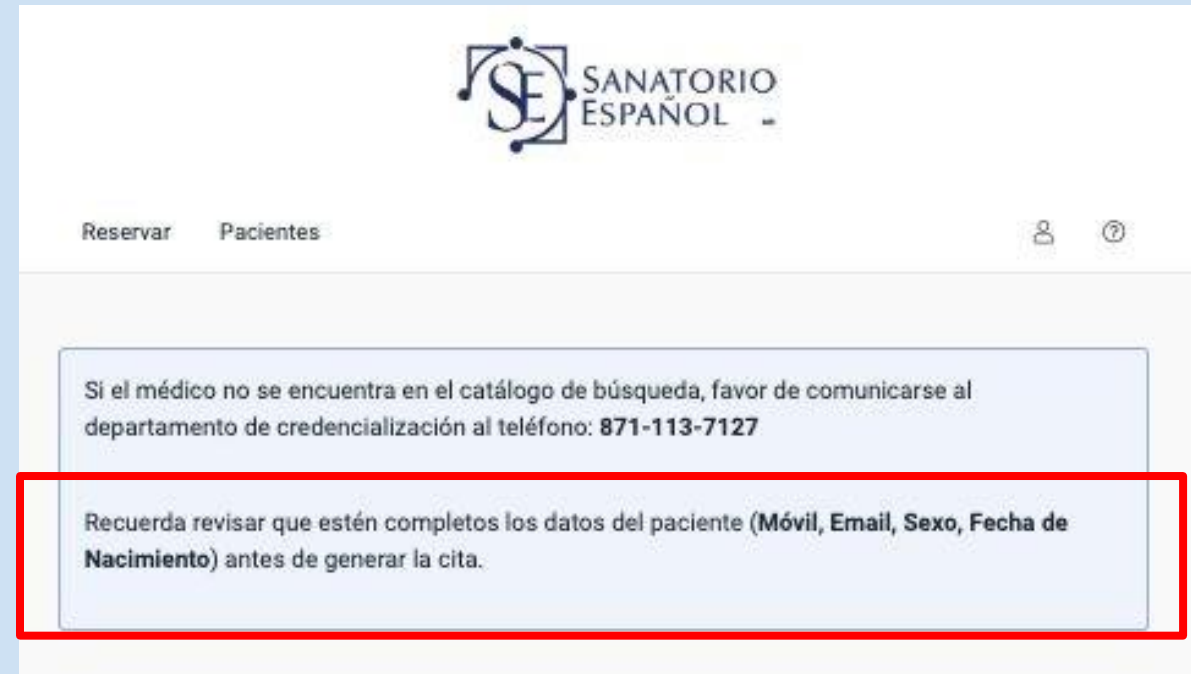 SE SANATORIO
ESPAÑOL
Reservar Pacientes
Si el médico no se encuentra en el catálogo de búsqueda, favor de comunicarse al
departamento de credencialización al teléfono: 871-113-7127
Recuerda revisar que estén completos los datos del paciente (Móvil, Email, Sexo, Fecha de
Nacimiento) antes de generar la cita.